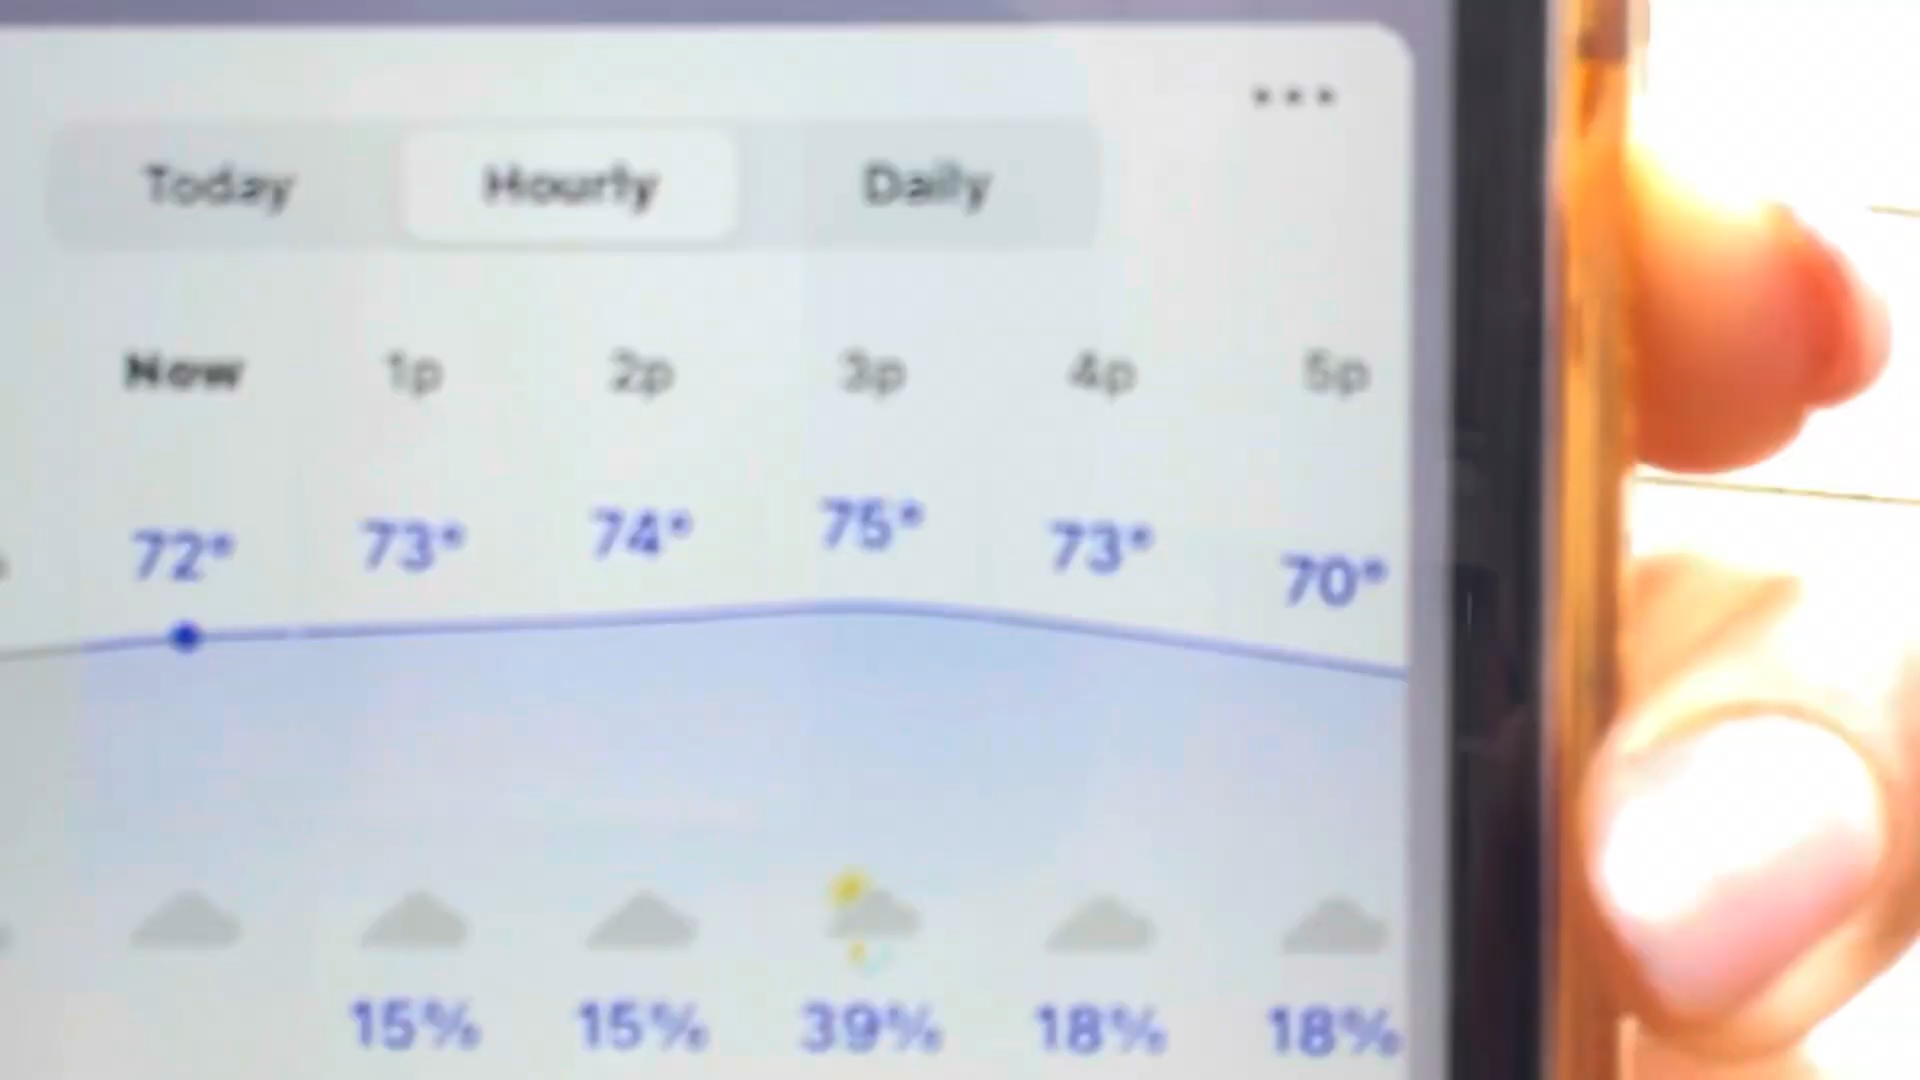 ...
Today Hourly Daily
Now 1p 2p 3p 4p 5p
72° 73° 74° 75° 73° 70°
15% 15% 39% 18% 18%